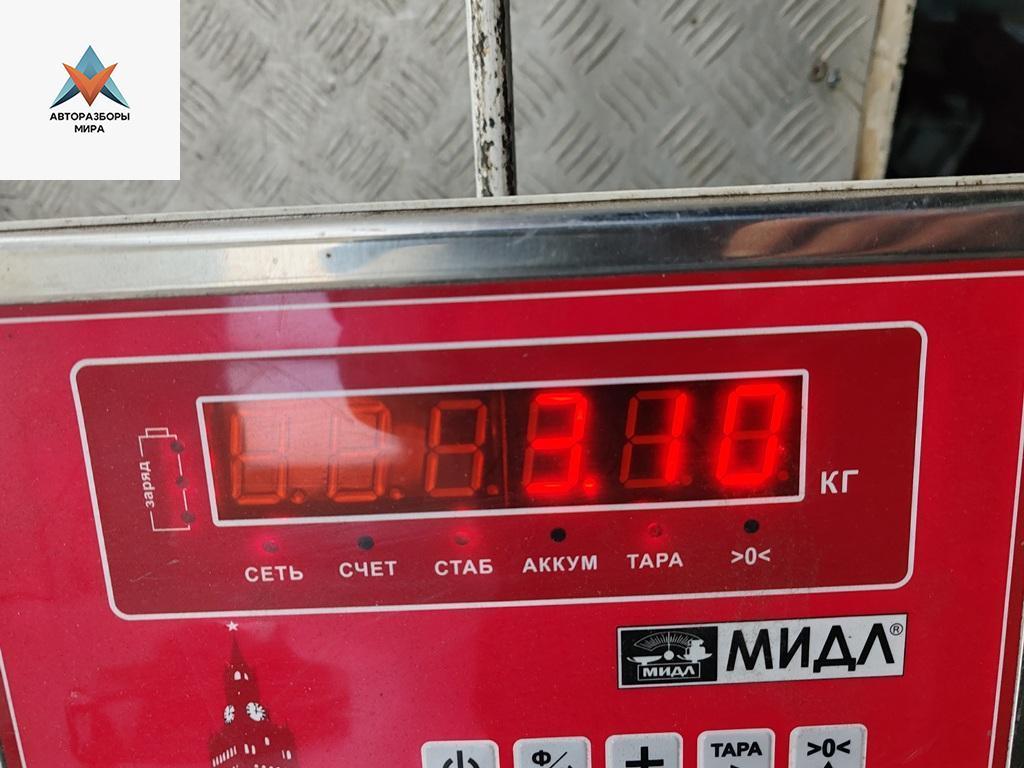 АВТОРАЗБОРЫ
МИРА
заряд
3.10
КГ
СЕТЬ СЧЕТ СТАБ АККУМ ТАРА >0<
МИДЛ МИДЛ®
Ф/
+
ТАРА
>0<